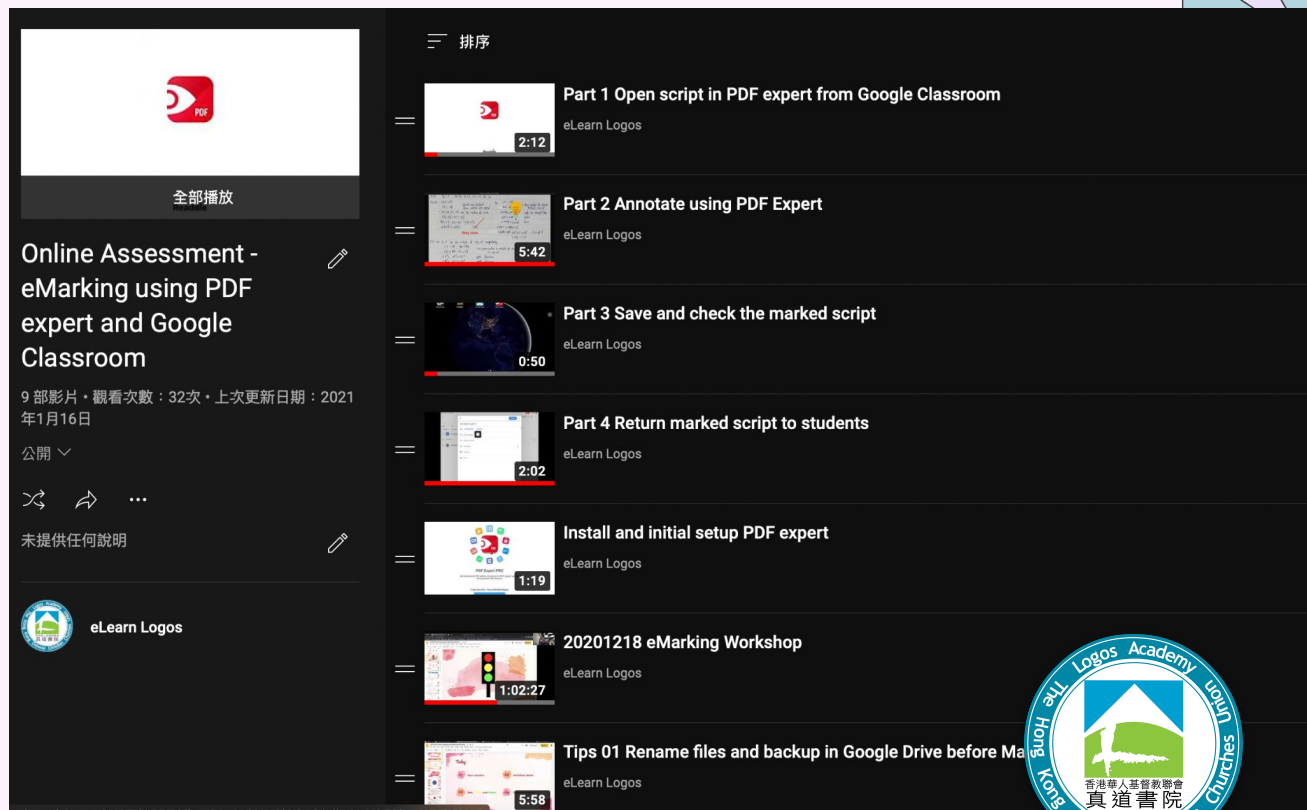 PDF
全部播放
Online Assessment -
eMarking using PDF
expert and Google
Classroom
9 部影片 • 觀看次數：32次 • 上次更新日期：2021
年1月16日
公開
未提供任何說明
eLearn Logos
排序
Part 1 Open script in PDF expert from Google Classroom
eLearn Logos
2:12
Part 2 Annotate using PDF Expert
eLearn Logos
5:42
Part 3 Save and check the marked script
eLearn Logos
0:50
Part 4 Return marked script to students
eLearn Logos
2:02
Install and initial setup PDF expert
eLearn Logos
1:19
20201218 eMarking Workshop
eLearn Logos
1:02:27
Tips 01 Rename files and backup in Google Drive before Ma
eLearn Logos
5:58
Hong Kong
The Logos Academy
Union
Churches
香港華人基督教聯會
真道書院